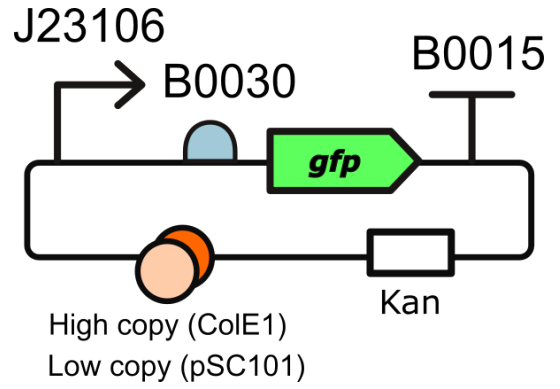 J23106
B0030
B0015
gfp
Kan
High copy (ColE1)
Low copy (pSC101)